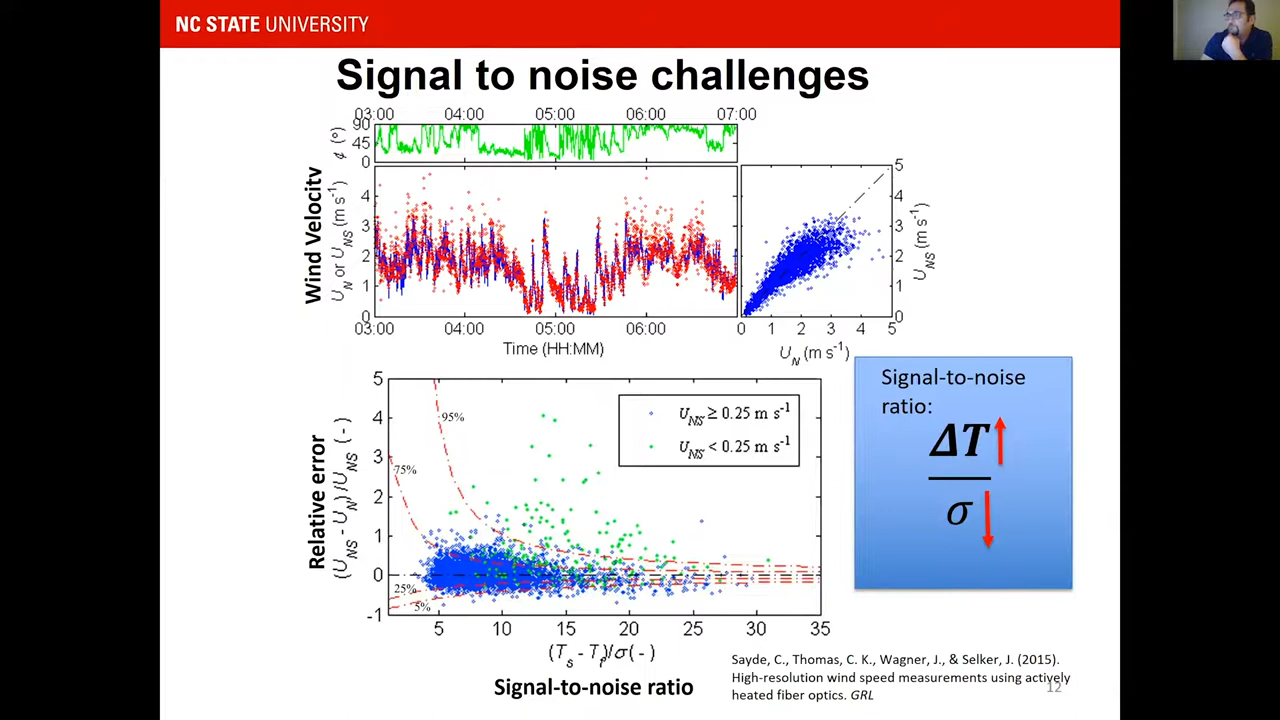 NC STATE UNIVERSITY
Signal to noise challenges
03:00 04:00 05:00 06:00 07:00
90
45
0
¢ (°)
Wind Velocity
U_N or U_NS (m s⁻¹)
4
3
2
1
0
03:00 04:00 05:00 06:00
Time (HH:MM)
5
4
3
2
1
0
U_NS (m s⁻¹)
0 1 2 3 4 5
U_N (m s⁻¹)
Relative error
(U_NS - U_N)/U_NS (-)
5
4
3
2
1
0
-1
95%
75%
25%
5%
U_NS ≥ 0.25 m s⁻¹
U_NS < 0.25 m s⁻¹
5 10 15 20 25 30 35
(T_s - T_f)/σ (-)
Signal-to-noise ratio
Signal-to-noise
ratio:
ΔT
σ
Sayde, C., Thomas, C. K., Wagner, J., & Selker, J. (2015).
High-resolution wind speed measurements using actively
heated fiber optics. GRL
12